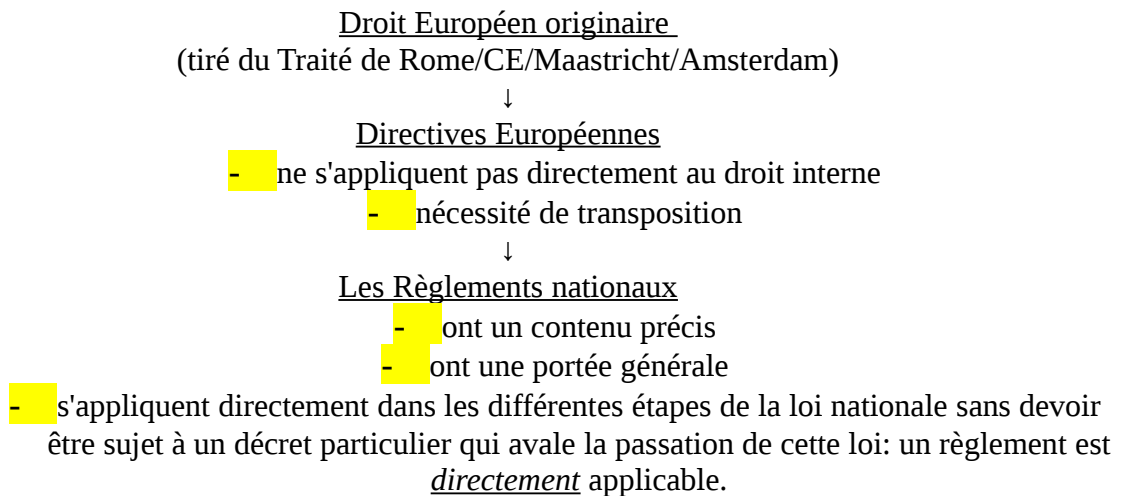 Droit Européen originaire
(tiré du Traité de Rome/CE/Maastricht/Amsterdam)
↓
Directives Européennes
- ne s'appliquent pas directement au droit interne
- nécessité de transposition
↓
Les Règlements nationaux
- ont un contenu précis
- ont une portée générale
- s'appliquent directement dans les différentes étapes de la loi nationale sans devoir
être sujet à un décret particulier qui avale la passation de cette loi: un règlement est
directement applicable.